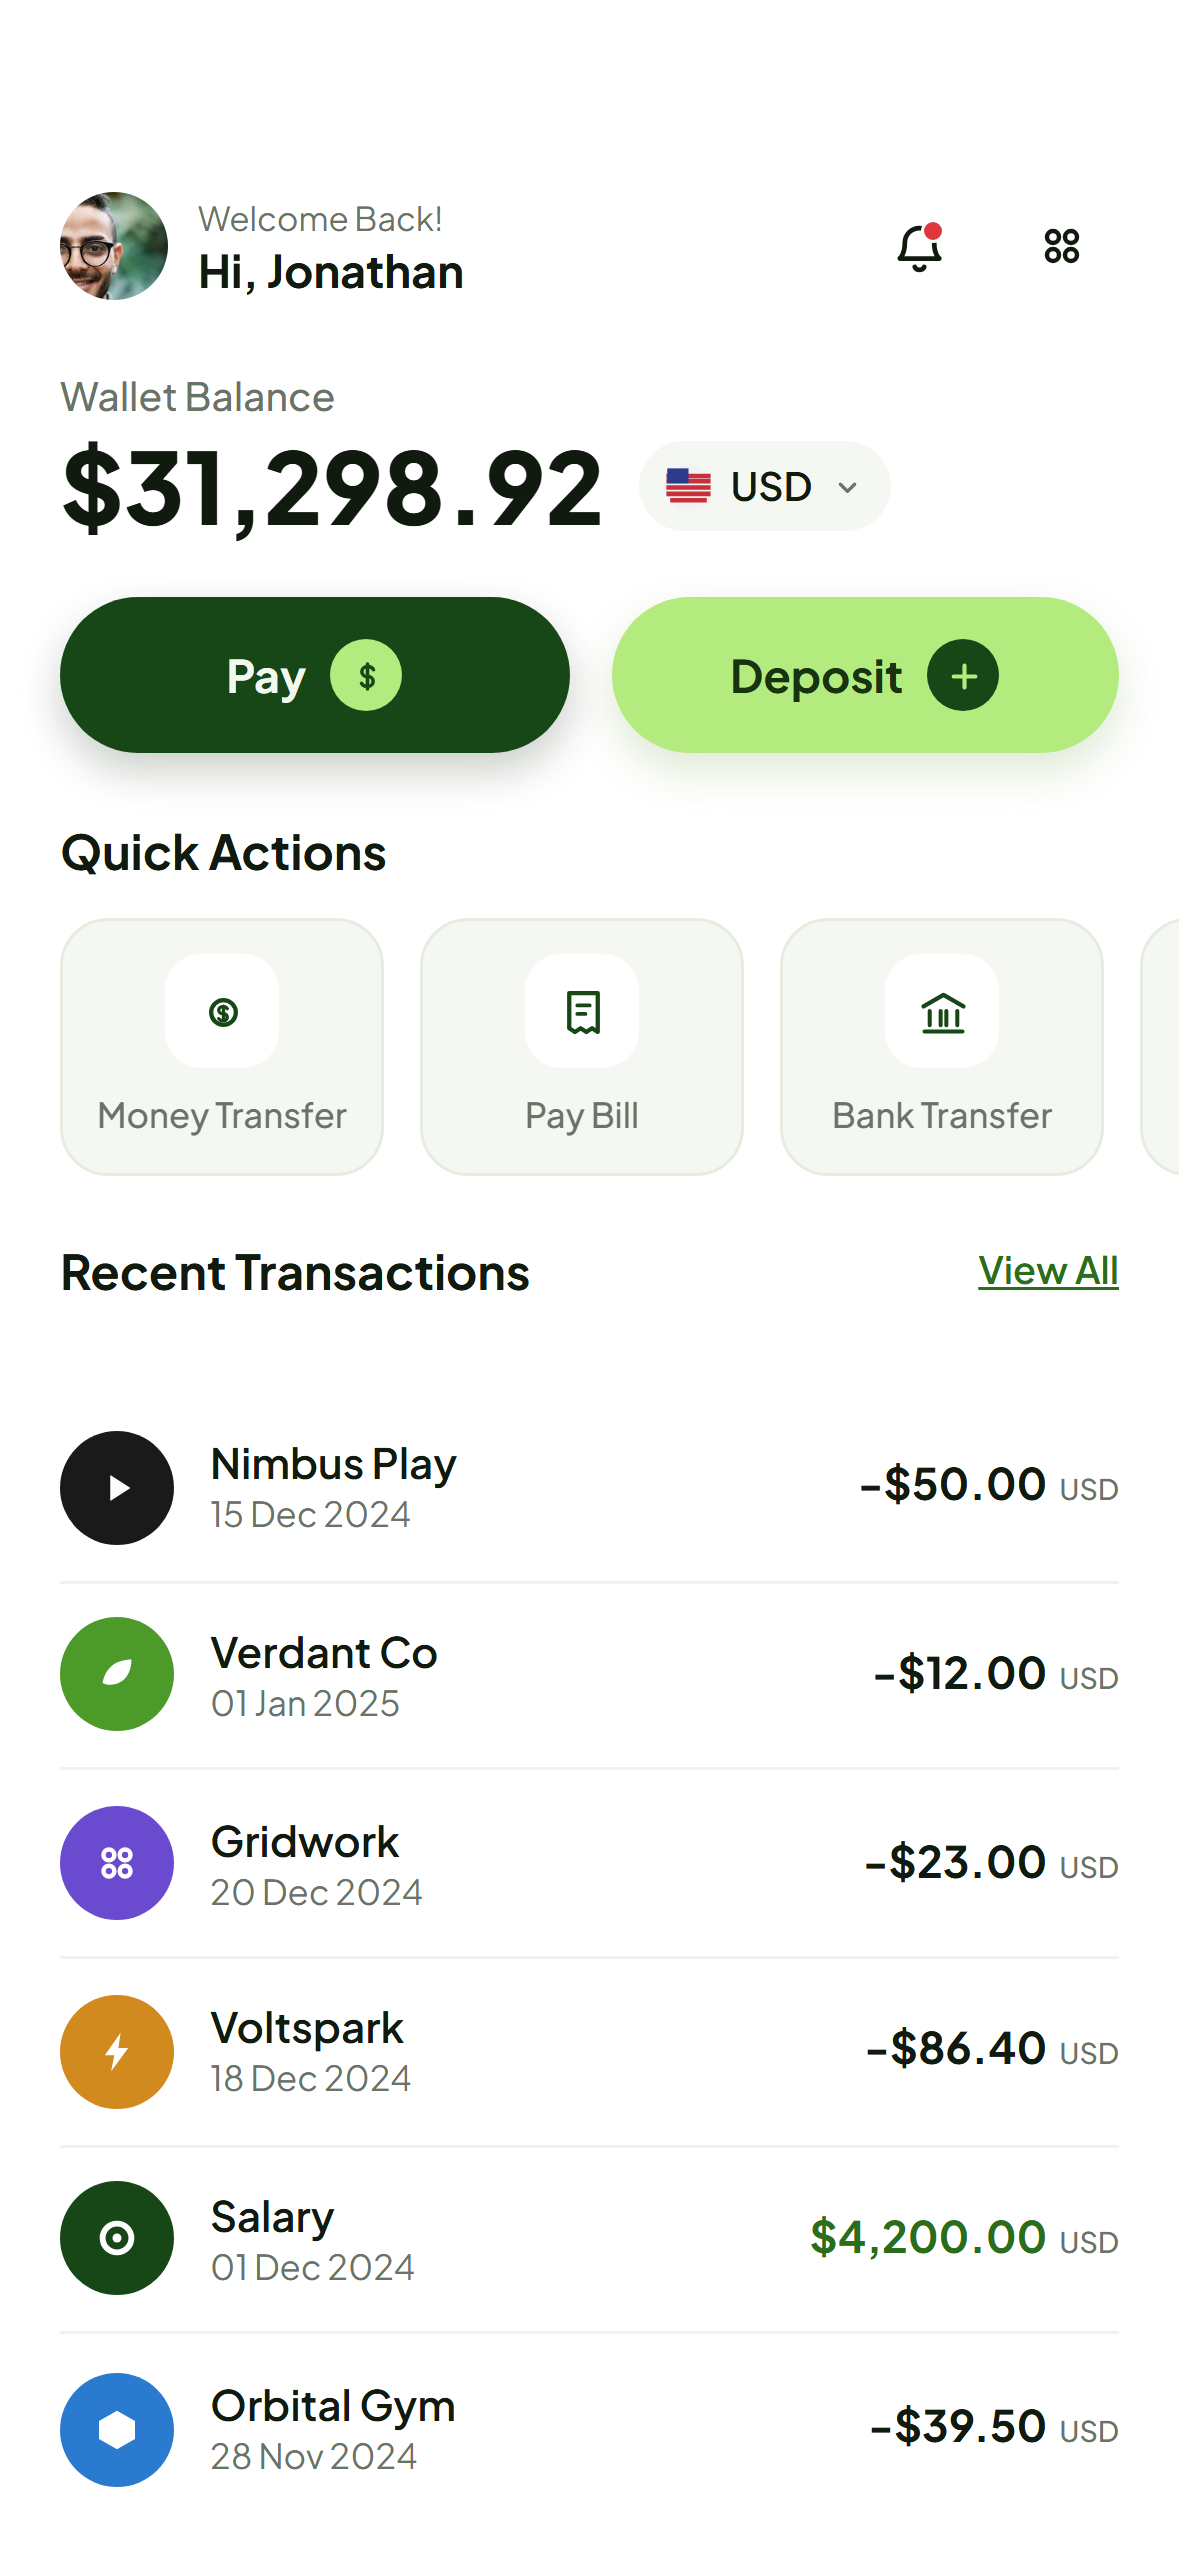 Welcome Back!
Hi, Jonathan
Wallet Balance
$31,298.92
USD
Pay $
Deposit
Quick Actions
Money Transfer
Pay Bill
Bank Transfer
Recent Transactions
View All
Nimbus Play
15 Dec 2024
-$50.00 USD
Verdant Co
01 Jan 2025
-$12.00 USD
Gridwork
20 Dec 2024
-$23.00 USD
Voltspark
18 Dec 2024
-$86.40 USD
Salary
01 Dec 2024
$4,200.00 USD
Orbital Gym
28 Nov 2024
-$39.50 USD